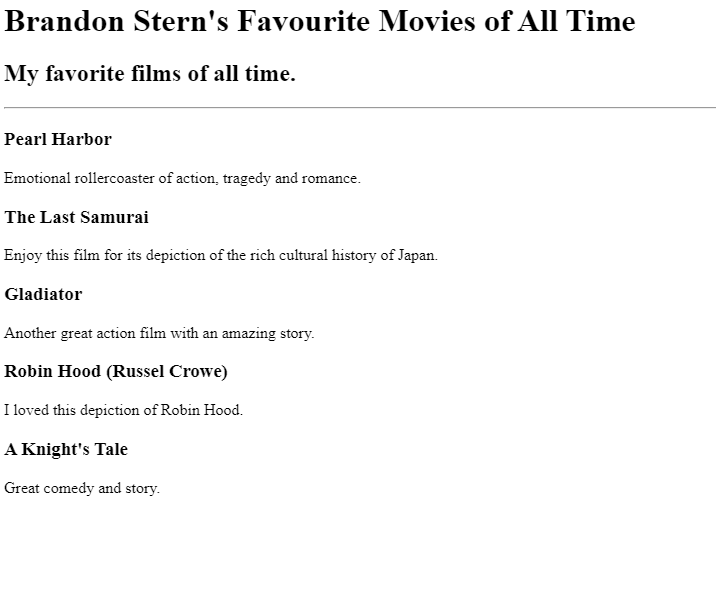 Brandon Stern's Favourite Movies of All Time
My favorite films of all time.
Pearl Harbor
Emotional rollercoaster of action, tragedy and romance.
The Last Samurai
Enjoy this film for its depiction of the rich cultural history of Japan.
Gladiator
Another great action film with an amazing story.
Robin Hood (Russel Crowe)
I loved this depiction of Robin Hood.
A Knight's Tale
Great comedy and story.